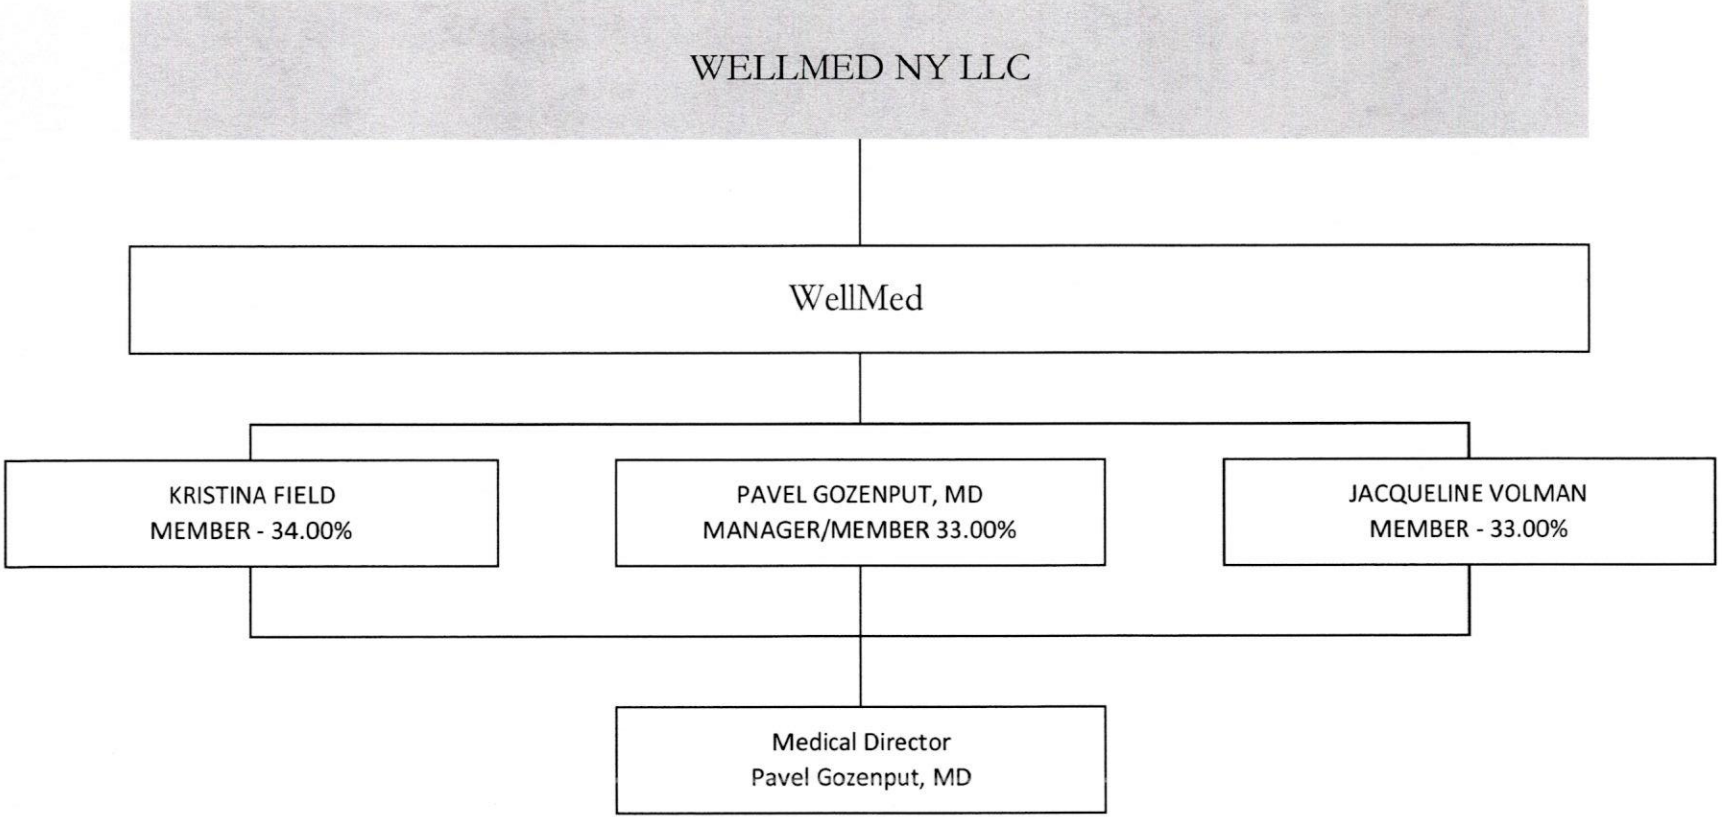 WELLMED NY LLC
WellMed
KRISTINA FIELD
MEMBER - 34.00%
PAVEL GOZENPUT, MD
MANAGER/MEMBER 33.00%
JACQUELINE VOLMAN
MEMBER - 33.00%
Medical Director
Pavel Gozenput, MD